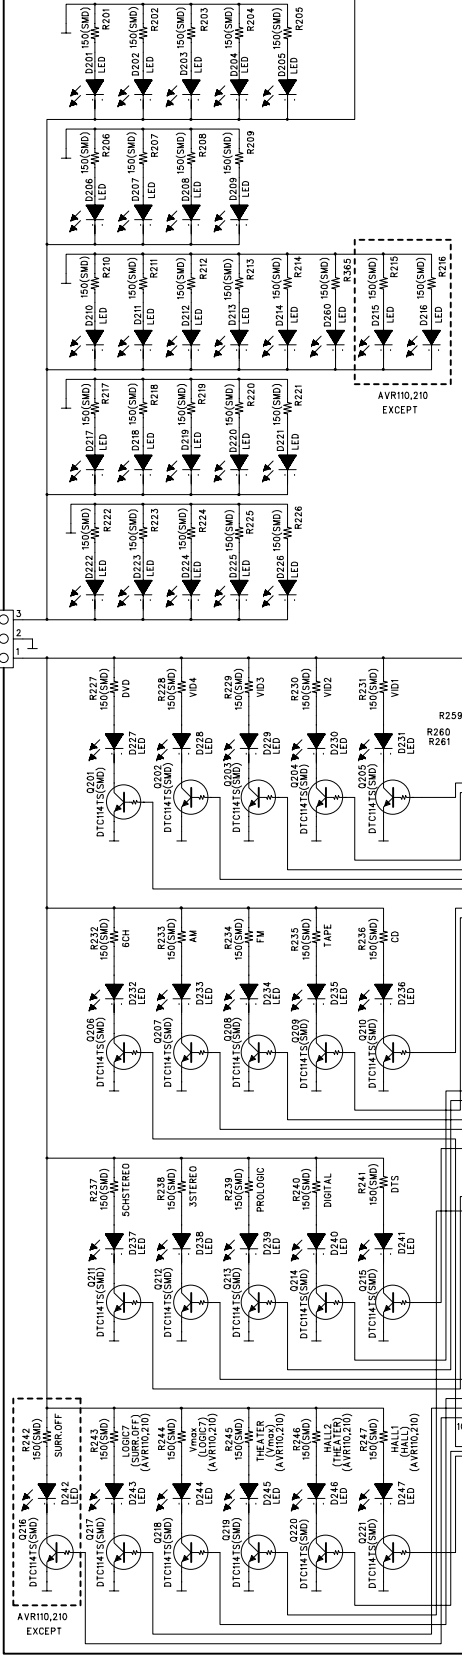 150(SMD) R201 150(SMD) R202 150(SMD) R203 150(SMD) R204 150(SMD) R205
D201 LED D202 LED D203 LED D204 LED D205 LED
150(SMD) R206 150(SMD) R207 150(SMD) R208 150(SMD) R209
D206 LED D207 LED D208 LED D209 LED
150(SMD) R210 150(SMD) R211 150(SMD) R212 150(SMD) R213 150(SMD) R214 150(SMD) R365 150(SMD) R215 150(SMD) R216
D210 LED D211 LED D212 LED D213 LED D214 LED D260 LED D215 LED D216 LED
AVR110,210
EXCEPT
150(SMD) R217 150(SMD) R218 150(SMD) R219 150(SMD) R220 150(SMD) R221
D217 LED D218 LED D219 LED D220 LED D221 LED
150(SMD) R222 150(SMD) R223 150(SMD) R224 150(SMD) R225 150(SMD) R226
D222 LED D223 LED D224 LED D225 LED D226 LED
3
2
1
R227 150(SMD) DVD R228 150(SMD) VID4 R229 150(SMD) VID3 R230 150(SMD) VID2 R231 150(SMD) VID1
R259
R260
R261
D227 LED D228 LED D229 LED D230 LED D231 LED
Q201 DTC114TS(SMD) Q202 DTC114TS(SMD) Q203 DTC114TS(SMD) Q204 DTC114TS(SMD) Q205 DTC114TS(SMD)
R232 150(SMD) 6CH R233 150(SMD) AM R234 150(SMD) FM R235 150(SMD) TAPE R236 150(SMD) CD
D232 LED D233 LED D234 LED D235 LED D236 LED
Q206 DTC114TS(SMD) Q207 DTC114TS(SMD) Q208 DTC114TS(SMD) Q209 DTC114TS(SMD) Q210 DTC114TS(SMD)
R237 150(SMD) 5CHSTEREO R238 150(SMD) 3STEREO R239 150(SMD) PROLOGIC R240 150(SMD) DIGITAL R241 150(SMD) DTS
D237 LED D238 LED D239 LED D240 LED D241 LED
Q211 DTC114TS(SMD) Q212 DTC114TS(SMD) Q213 DTC114TS(SMD) Q214 DTC114TS(SMD) Q215 DTC114TS(SMD)
R242 150(SMD) SURR.OFF R243 150(SMD) LOGIC7 (SURR.OFF) (AVR110,210) R244 150(SMD) Vmax (LOGIC7) (AVR110,210) R245 150(SMD) THEATER (Vmax) (AVR110,210) R246 150(SMD) HALL2 (THEATER) (AVR110,210) R247 150(SMD) HALL1 (HALL) (AVR110,210)
D242 LED D243 LED D244 LED D245 LED D246 LED D247 LED
Q216 DTC114TS(SMD) Q217 DTC114TS(SMD) Q218 DTC114TS(SMD) Q219 DTC114TS(SMD) Q220 DTC114TS(SMD) Q221 DTC114TS(SMD)
AVR110,210
EXCEPT